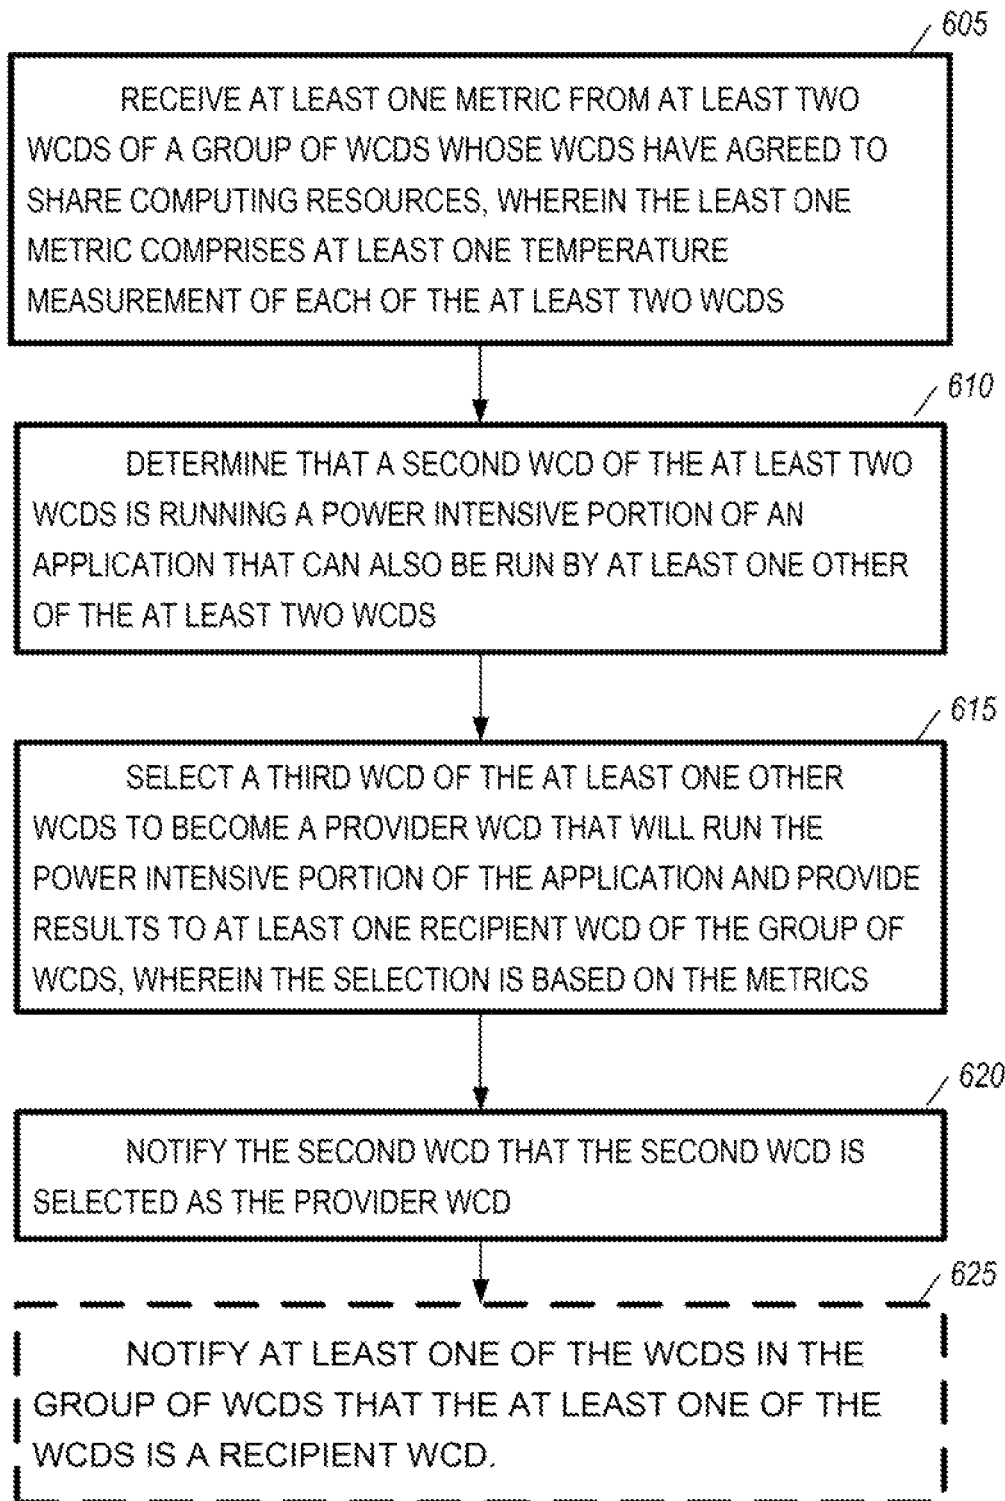 605
RECEIVE AT LEAST ONE METRIC FROM AT LEAST TWO
WCDS OF A GROUP OF WCDS WHOSE WCDS HAVE AGREED TO
SHARE COMPUTING RESOURCES, WHEREIN THE LEAST ONE
METRIC COMPRISES AT LEAST ONE TEMPERATURE
MEASUREMENT OF EACH OF THE AT LEAST TWO WCDS
610
DETERMINE THAT A SECOND WCD OF THE AT LEAST TWO
WCDS IS RUNNING A POWER INTENSIVE PORTION OF AN
APPLICATION THAT CAN ALSO BE RUN BY AT LEAST ONE OTHER
OF THE AT LEAST TWO WCDS
615
SELECT A THIRD WCD OF THE AT LEAST ONE OTHER
WCDS TO BECOME A PROVIDER WCD THAT WILL RUN THE
POWER INTENSIVE PORTION OF THE APPLICATION AND PROVIDE
RESULTS TO AT LEAST ONE RECIPIENT WCD OF THE GROUP OF
WCDS, WHEREIN THE SELECTION IS BASED ON THE METRICS
620
NOTIFY THE SECOND WCD THAT THE SECOND WCD IS
SELECTED AS THE PROVIDER WCD
625
NOTIFY AT LEAST ONE OF THE WCDS IN THE
GROUP OF WCDS THAT THE AT LEAST ONE OF THE
WCDS IS A RECIPIENT WCD.